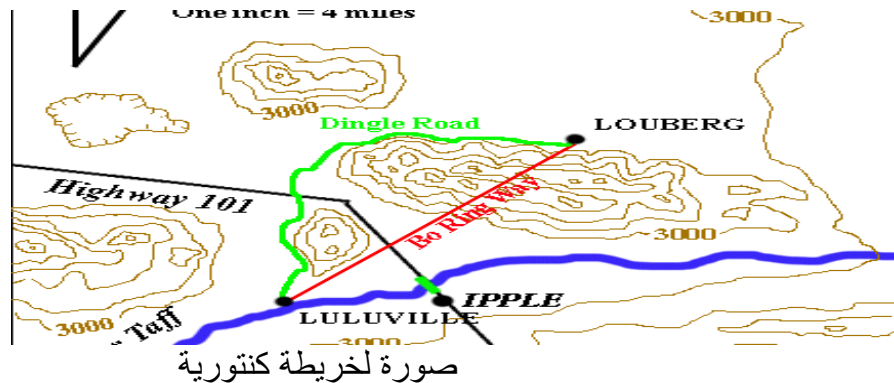 One inch = 4 miles
3000
3000
Dingle Road
LOUBERG
Highway 101
Bo Ring Way
3000
IPPLE
LULUVILLE
3000
Taff
صورة لخريطة كنتورية